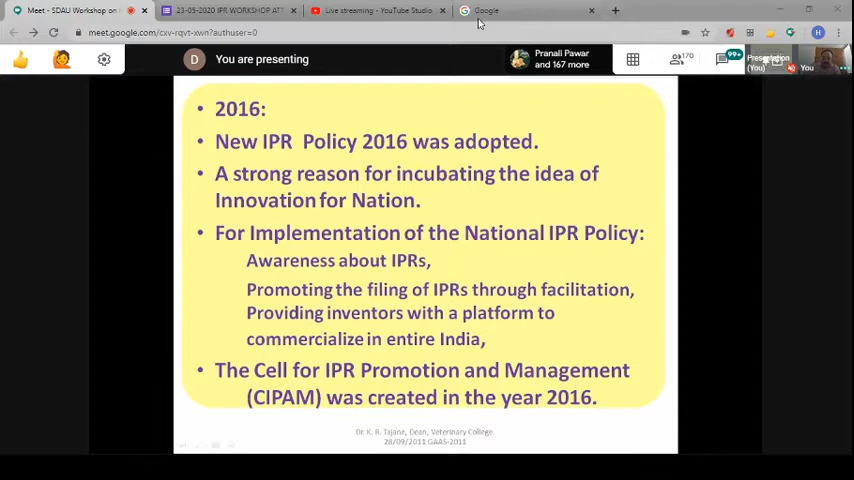 Meet - SDAU Workshop on
23-05-2020 IPR WORKSHOP ATT
Live streaming - YouTube Studio
Google
meet.google.com/cxv-rqvt-xwn?authuser=0
H
D
You are presenting
Pranali Pawar
and 167 more
170
99+
Presentation
(You)
You
• 2016:
• New IPR Policy 2016 was adopted.
• A strong reason for incubating the idea of
Innovation for Nation.
• For Implementation of the National IPR Policy:
Awareness about IPRs,
Promoting the filing of IPRs through facilitation,
Providing inventors with a platform to
commercialize in entire India,
• The Cell for IPR Promotion and Management
(CIPAM) was created in the year 2016.
Dr. K. R. Tajane, Dean, Veterinary College.
28/09/2011 GAAS-2011